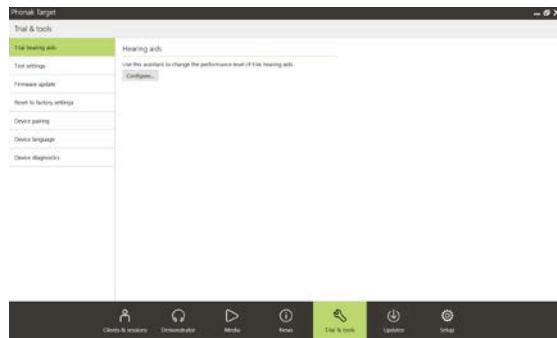 Phonak Target
Trial & tools
Trial hearing aids
Hearing aids
Use this assistant to change the performance level of trial hearing aids.
Configure...
Test settings
Firmware update
Reset to factory settings
Device pairing
Device language
Device diagnostics
Clients & sessions
Demonstrator
Media
News
Trial & tools
Updates
Setup